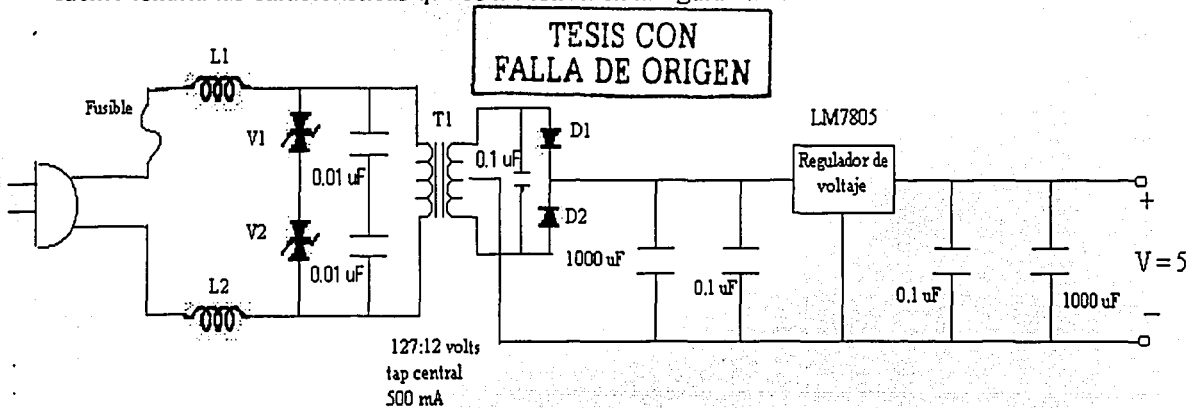 TESIS CON
FALLA DE ORIGEN
L1
Fusible
V1
0.01 uF
T1
0.1 uF
D1
LM7805
Regulador de
voltaje
V2
0.01 uF
D2
1000 uF
0.1 uF
0.1 uF
1000 uF
+
V = 5
−
L2
127:12 volts
tap central
500 mA